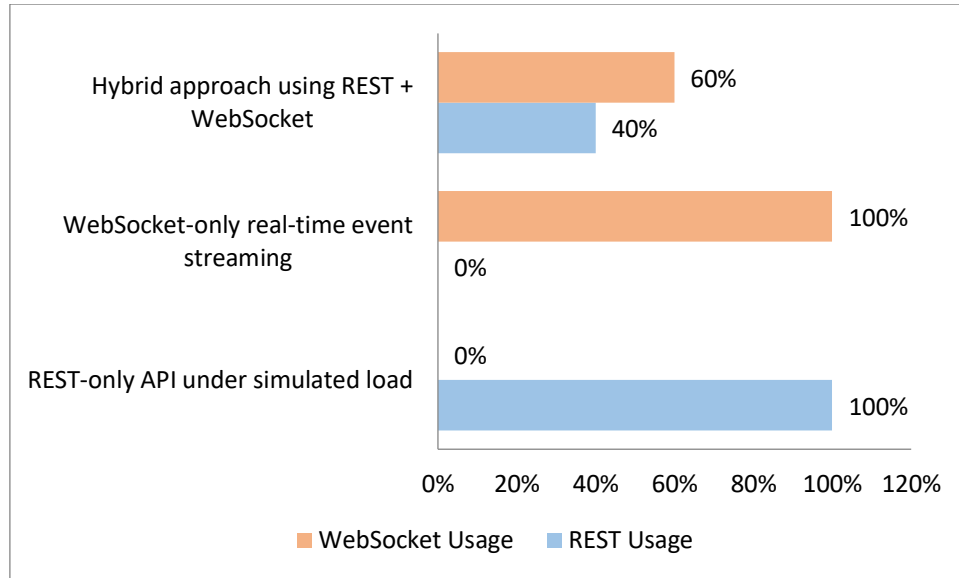 Hybrid approach using REST +
WebSocket
60%
40%
WebSocket-only real-time event
streaming
100%
0%
REST-only API under simulated load
0%
100%
0% 20% 40% 60% 80% 100% 120%
WebSocket Usage REST Usage